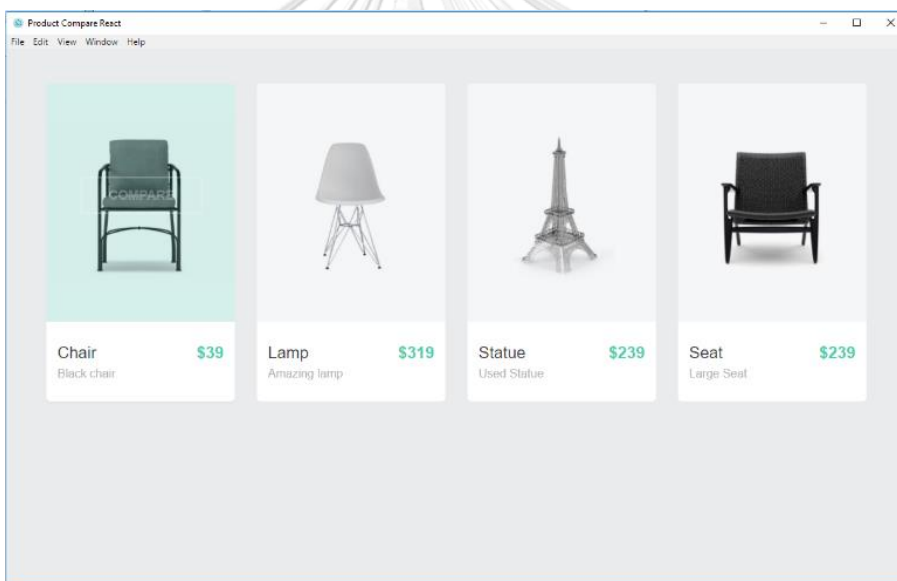 Product Compare React
File Edit View Window Help
COMPARE
Chair $39
Black chair
Lamp $319
Amazing lamp
Statue $239
Used Statue
Seat $239
Large Seat